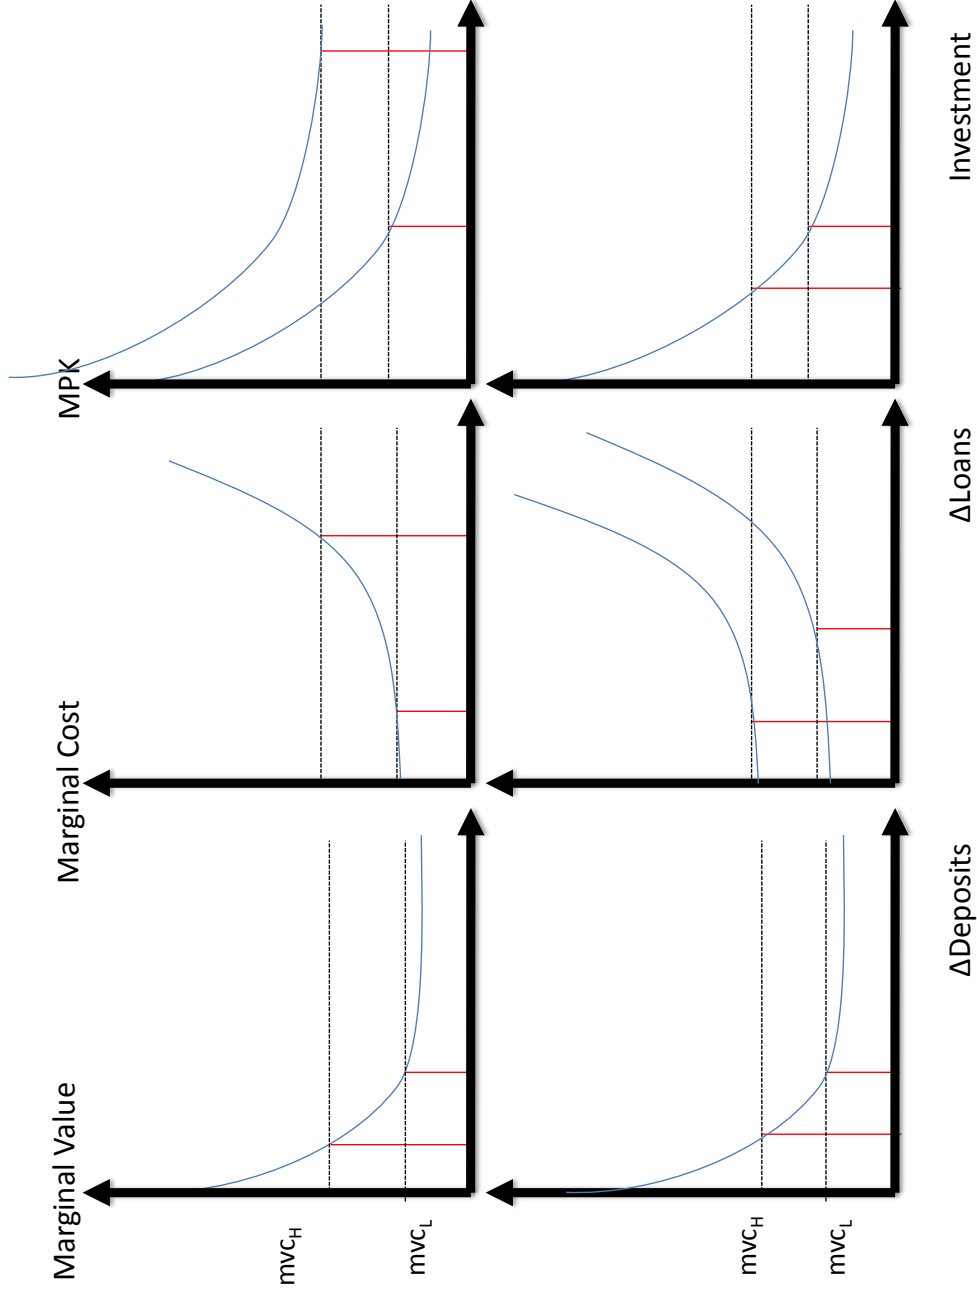 Marginal Value
Marginal Cost
MPK
mvc_H
mvc_L
mvc_H
mvc_L
ΔDeposits
ΔLoans
Investment